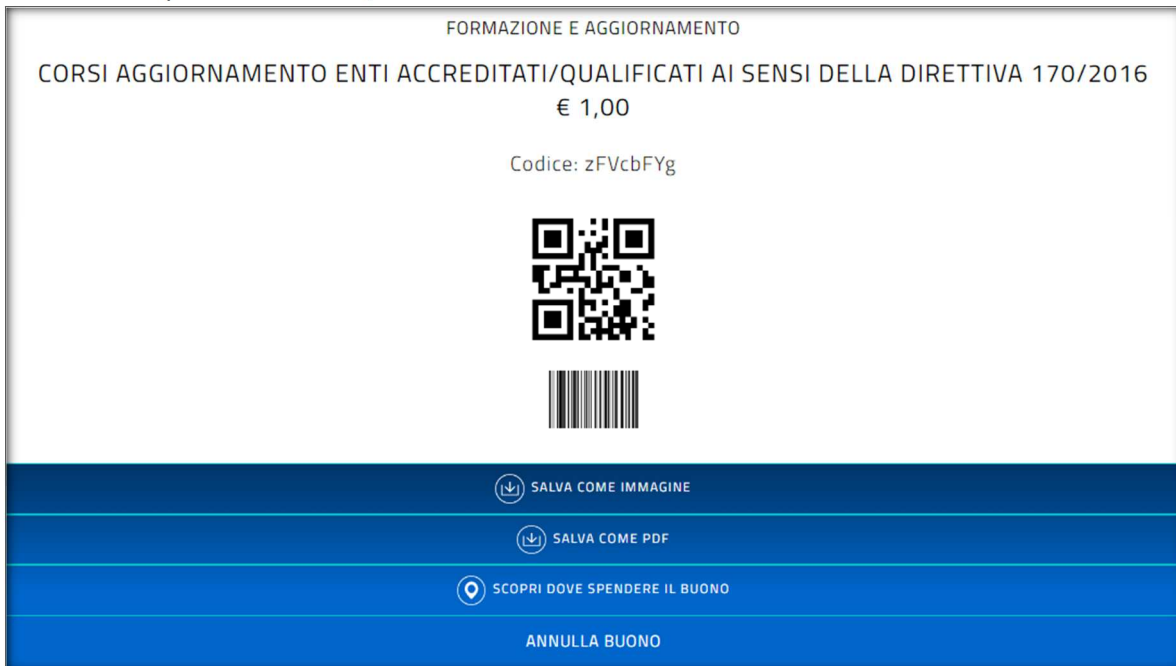 FORMAZIONE E AGGIORNAMENTO
CORSI AGGIORNAMENTO ENTI ACCREDITATI/QUALIFICATI AI SENSI DELLA DIRETTIVA 170/2016
€ 1,00
Codice: zFVcbFYg
SALVA COME IMMAGINE
SALVA COME PDF
SCOPRI DOVE SPENDERE IL BUONO
ANNULLA BUONO